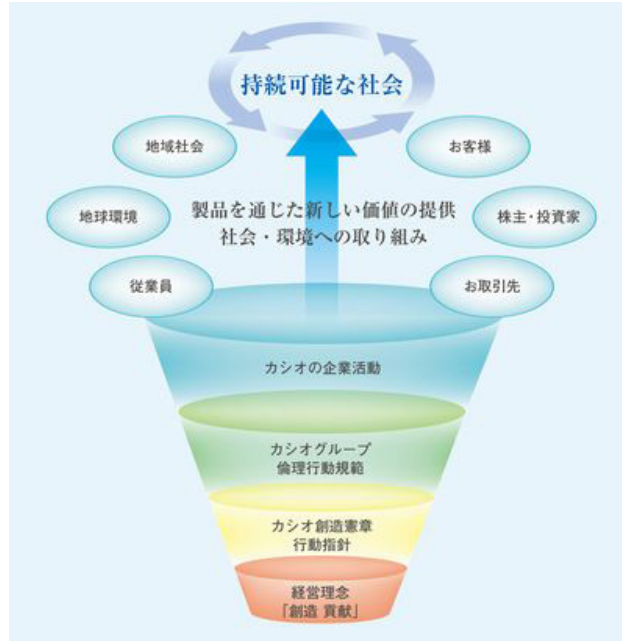 持続可能な社会
地域社会
お客様
地球環境
製品を通じた新しい価値の提供
社会・環境への取り組み
株主・投資家
従業員
お取引先
カシオの企業活動
カシオグループ
倫理行動規範
カシオ創造憲章
行動指針
経営理念
「創造 貢献」